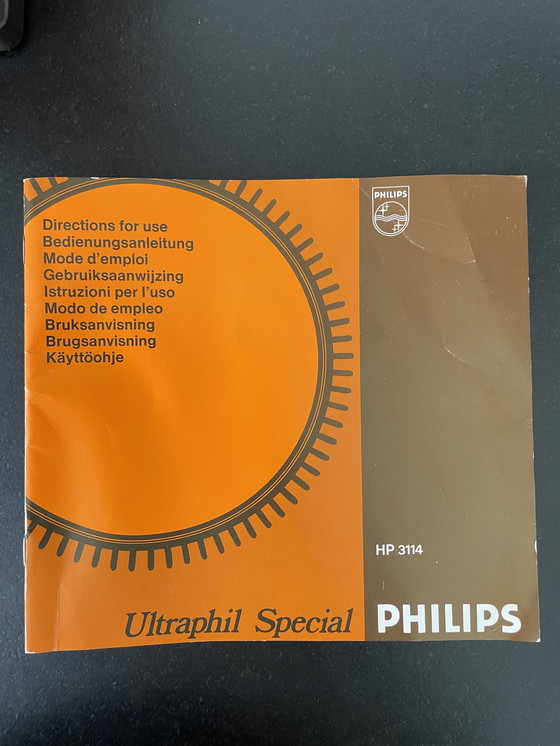 PHILIPS
Directions for use
Bedienungsanleitung
Mode d'emploi
Gebruiksaanwijzing
Istruzioni per l'uso
Modo de empleo
Bruksanvisning
Brugsanvisning
Käyttöohje
HP 3114
Ultraphil Special PHILIPS